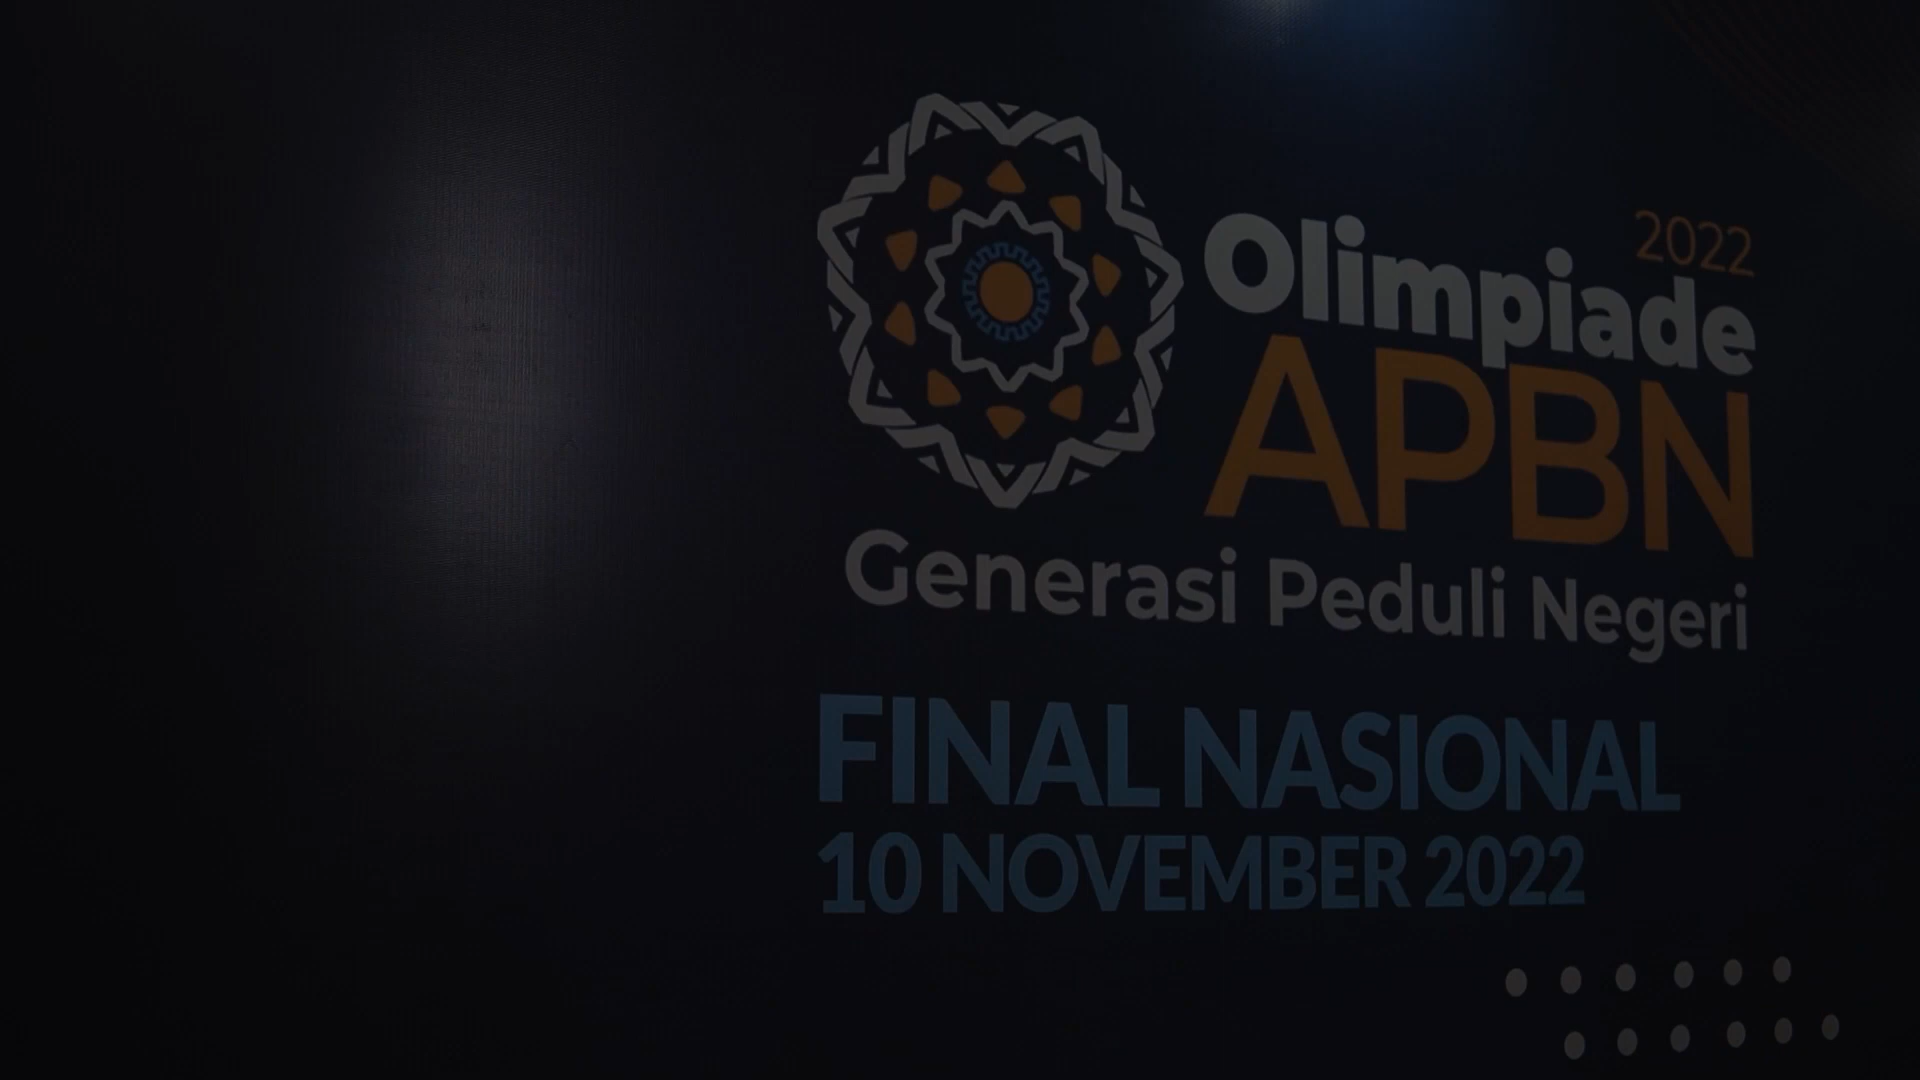 2022
Olimpiade
APBN
Generasi Peduli Negeri
FINAL NASIONAL
10 NOVEMBER 2022